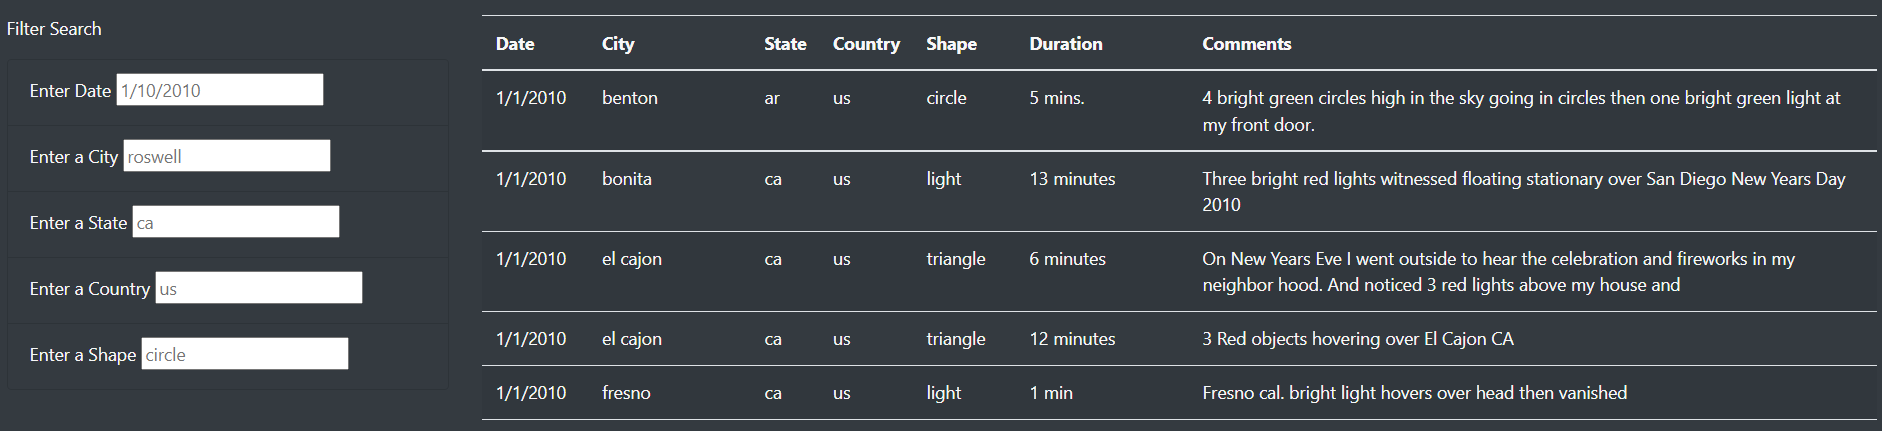 Filter Search
Enter Date 1/10/2010
Enter a City roswell
Enter a State ca
Enter a Country us
Enter a Shape circle
Date City State Country Shape Duration Comments
1/1/2010 benton ar us circle 5 mins. 4 bright green circles high in the sky going in circles then one bright green light at
my front door.
1/1/2010 bonita ca us light 13 minutes Three bright red lights witnessed floating stationary over San Diego New Years Day
2010
1/1/2010 el cajon ca us triangle 6 minutes On New Years Eve I went outside to hear the celebration and fireworks in my
neighbor hood. And noticed 3 red lights above my house and
1/1/2010 el cajon ca us triangle 12 minutes 3 Red objects hovering over El Cajon CA
1/1/2010 fresno ca us light 1 min Fresno cal. bright light hovers over head then vanished